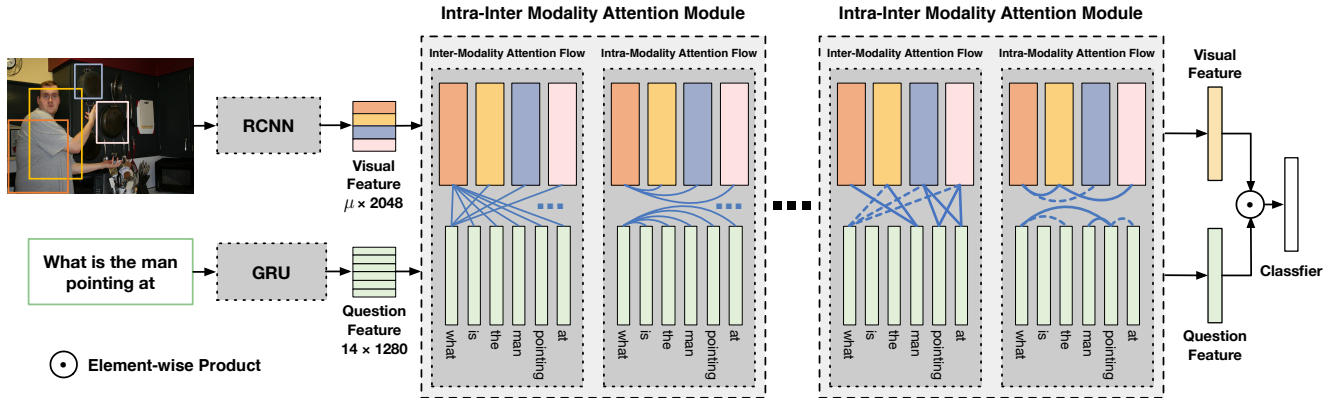 Intra-Inter Modality Attention Module
Inter-Modality Attention Flow
Intra-Modality Attention Flow
Intra-Inter Modality Attention Module
Inter-Modality Attention Flow
Intra-Modality Attention Flow
RCNN
Visual
Feature
μ × 2048
What is the man
pointing at
GRU
Question
Feature
14 × 1280
what
is
the
man
pointing
at
what
is
the
man
pointing
at
what
is
the
man
pointing
at
what
is
the
man
pointing
at
Visual
Feature
Classfier
Question
Feature
Element-wise Product